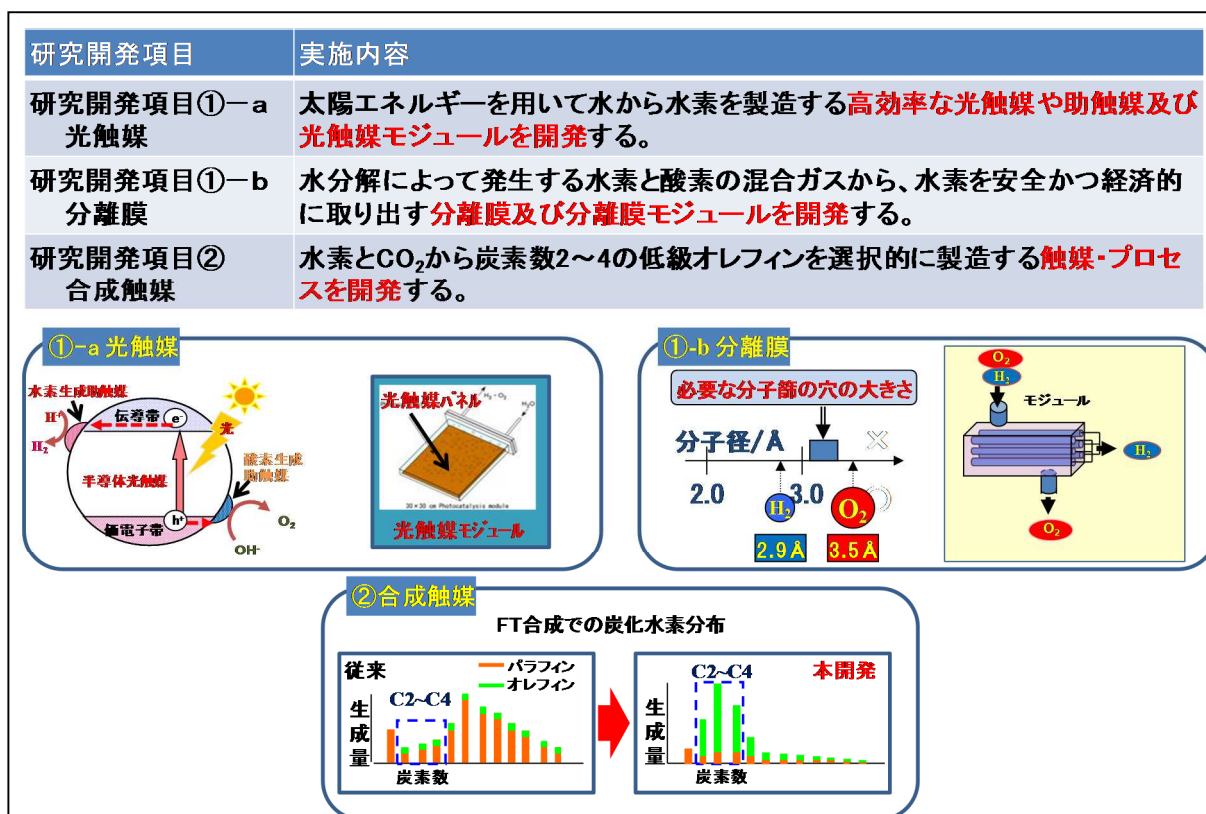 研究開発項目 実施内容
研究開発項目①－a 太陽エネルギーを用いて水から水素を製造する高効率な光触媒や助触媒及び
光触媒 光触媒モジュールを開発する。
研究開発項目①－b 水分解によって発生する水素と酸素の混合ガスから、水素を安全かつ経済的
分離膜 に取り出す分離膜及び分離膜モジュールを開発する。
研究開発項目② 水素とCO₂から炭素数2～4の低級オレフィンを選択的に製造する触媒・プロセ
合成触媒 スを開発する。
①-a 光触媒
水素生成助触媒
H⁺
H₂
伝導帯
e⁻
光
半導体光触媒
酸素生成
助触媒
価電子帯
h⁺
O₂
OH⁻
光触媒パネル
H₂・O₂
H₂O
30×30 cm Photocatalysis module
光触媒モジュール
①-b 分離膜
必要な分子篩の穴の大きさ
分子径/Å
2.0
3.0
H₂
O₂
2.9Å
3.5Å
O₂
H₂
モジュール
H₂
O₂
②合成触媒
FT合成での炭化水素分布
従来
パラフィン
オレフィン
C2～C4
生成量
炭素数
本開発
C2～C4
生成量
炭素数